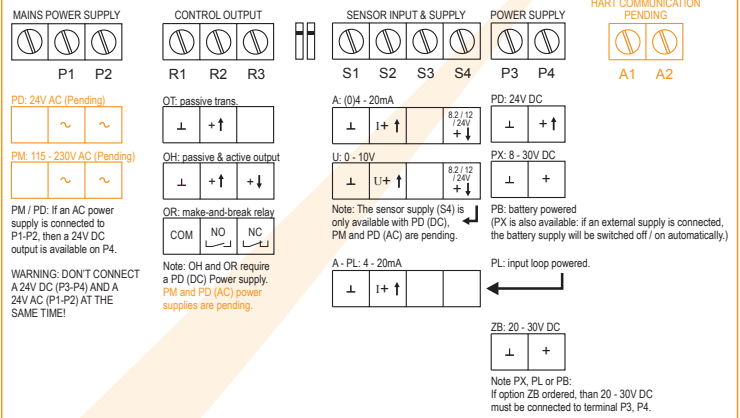 MAINS POWER SUPPLY
P1 P2
PD: 24V AC (Pending)
~ ~
PM: 115 - 230V AC (Pending)
~ ~
PM / PD: If an AC power
supply is connected to
P1-P2, then a 24V DC
output is available on P4.
WARNING: DON'T CONNECT
A 24V DC (P3-P4) AND A
24V AC (P1-P2) AT THE
SAME TIME!
CONTROL OUTPUT
R1 R2 R3
OT: passive trans.
⊥ +↑
OH: passive & active output
⊥ +↑ +↓
OR: make-and-break relay
COM NO NC
Note: OH and OR require
a PD (DC) Power supply.
PM and PD (AC) power
supplies are pending.
SENSOR INPUT & SUPPLY
S1 S2 S3 S4
A: (0)4 - 20mA
⊥ I+ ↑ 8.2 / 12
/ 24V
+↓
U: 0 - 10V
⊥ U+ ↑ 8.2 / 12
/ 24V
+↓
Note: The sensor supply (S4) is
only available with PD (DC),
PM and PD (AC) are pending.
A - PL: 4 - 20mA
⊥ I+ ↑
POWER SUPPLY
P3 P4
PD: 24V DC
⊥ +↑
PX: 8 - 30V DC
⊥ +
PB: battery powered
(PX is also available: if an external supply is connected,
the battery supply will be switched off / on automatically.)
PL: input loop powered.
ZB: 20 - 30V DC
⊥ +
Note PX, PL or PB:
If option ZB ordered, than 20 - 30V DC
must be connected to terminal P3, P4.
HART COMMUNICATION
PENDING
A1 A2